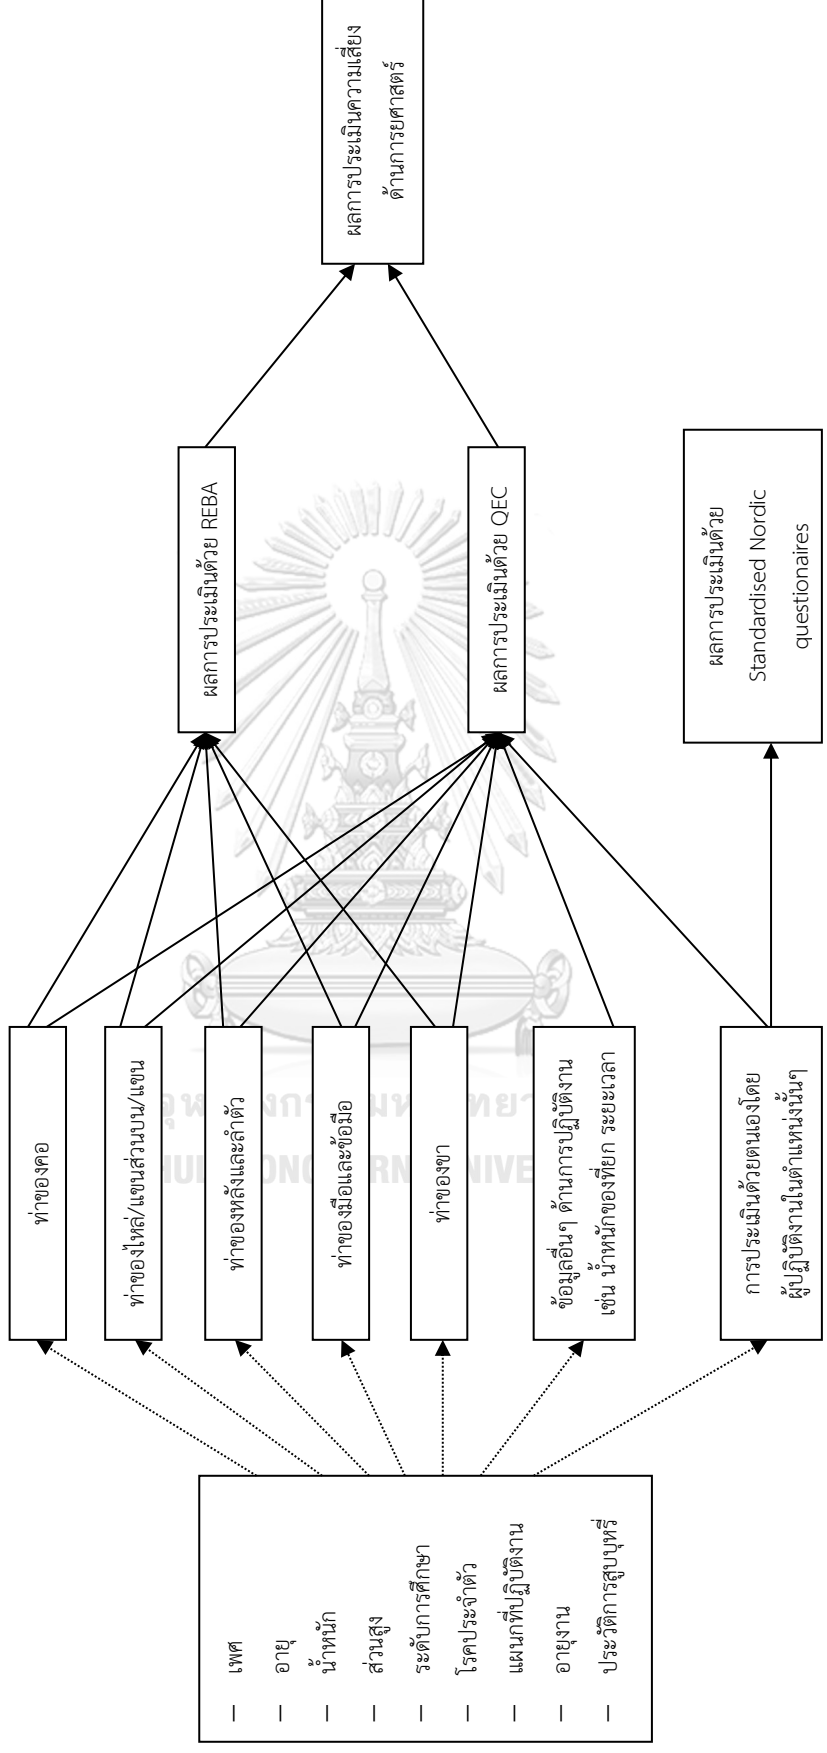 – เพศ
– อายุ
– น้ำหนัก
– ส่วนสูง
– ระดับการศึกษา
– โรคประจำตัว
– แผนกที่ปฏิบัติงาน
– อายุงาน
– ประวัติการสูบบุหรี่
ท่าของคอ
ท่าของไหล่/แขนส่วนบน/แขน
ท่าของหลังและลำตัว
ท่าของมือและข้อมือ
ท่าของขา
ข้อมูลอื่นๆ ด้านการปฏิบัติงาน
เช่น น้ำหนักของที่ยก ระยะเวลา
การประเมินด้วยตนเองโดย
ผู้ปฏิบัติงานในตำแหน่งนั้นๆ
ผลการประเมินด้วย REBA
ผลการประเมินด้วย QEC
ผลการประเมินด้วย
Standardised Nordic
questionaires
ผลการประเมินความเสี่ยง
ด้านการยศาสตร์